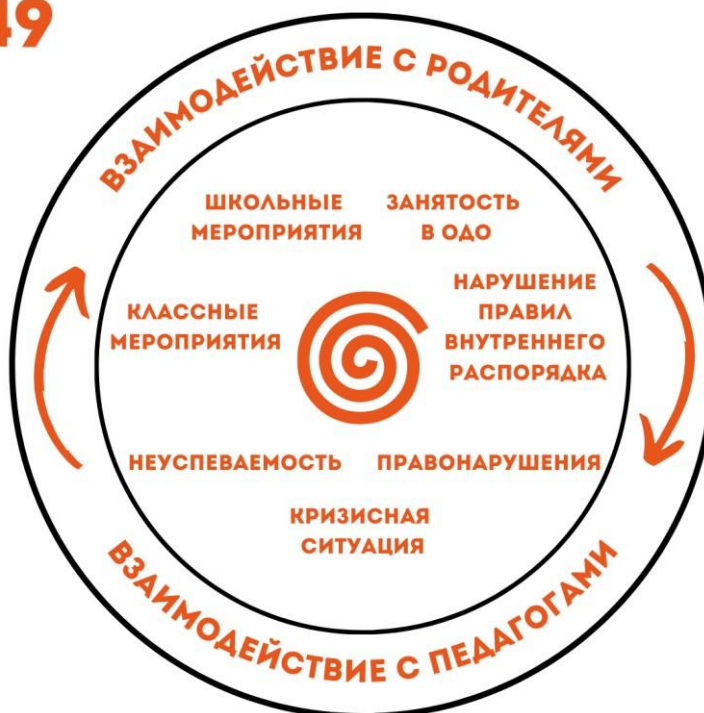 49
ВЗАИМОДЕЙСТВИЕ С РОДИТЕЛЯМИ
ШКОЛЬНЫЕ
МЕРОПРИЯТИЯ
ЗАНЯТОСТЬ
В ОДО
КЛАССНЫЕ
МЕРОПРИЯТИЯ
НАРУШЕНИЕ
ПРАВИЛ
ВНУТРЕННЕГО
РАСПОРЯДКА
НЕУСПЕВАЕМОСТЬ
ПРАВОНАРУШЕНИЯ
КРИЗИСНАЯ
СИТУАЦИЯ
ВЗАИМОДЕЙСТВИЕ С ПЕДАГОГАМИ